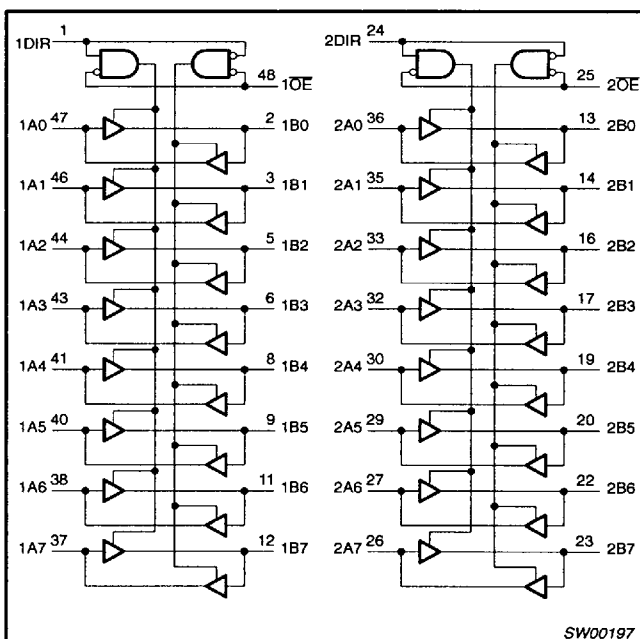 1DIR 1 2DIR 24
48 1OE 25 2OE
1A0 47 2 1B0 2A0 36 13 2B0
1A1 46 3 1B1 2A1 35 14 2B1
1A2 44 5 1B2 2A2 33 16 2B2
1A3 43 6 1B3 2A3 32 17 2B3
1A4 41 8 1B4 2A4 30 19 2B4
1A5 40 9 1B5 2A5 29 20 2B5
1A6 38 11 1B6 2A6 27 22 2B6
1A7 37 12 1B7 2A7 26 23 2B7
SW00197